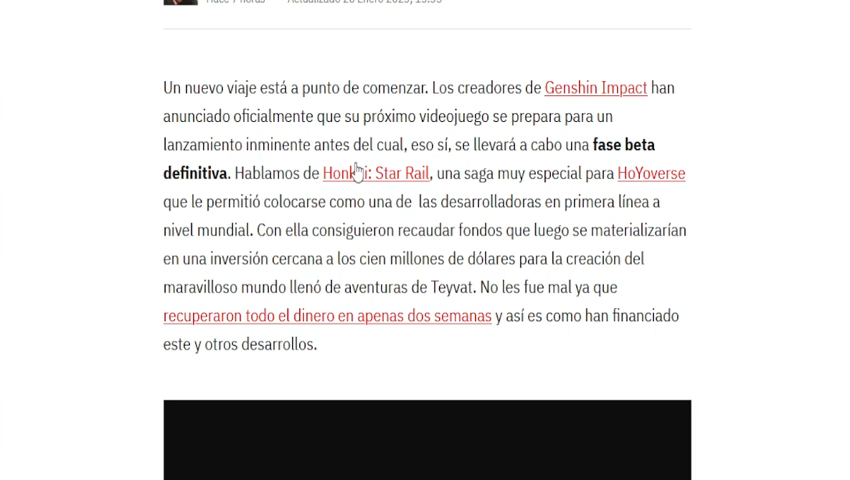 Un nuevo viaje está a punto de comenzar. Los creadores de Genshin Impact han
anunciado oficialmente que su próximo videojuego se prepara para un
lanzamiento inminente antes del cual, eso sí, se llevará a cabo una fase beta
definitiva. Hablamos de Honkai: Star Rail, una saga muy especial para HoYoverse
que le permitió colocarse como una de las desarrolladoras en primera línea a
nivel mundial. Con ella consiguieron recaudar fondos que luego se materializarían
en una inversión cercana a los cien millones de dólares para la creación del
maravilloso mundo llenó de aventuras de Teyvat. No les fue mal ya que
recuperaron todo el dinero en apenas dos semanas y así es como han financiado
este y otros desarrollos.